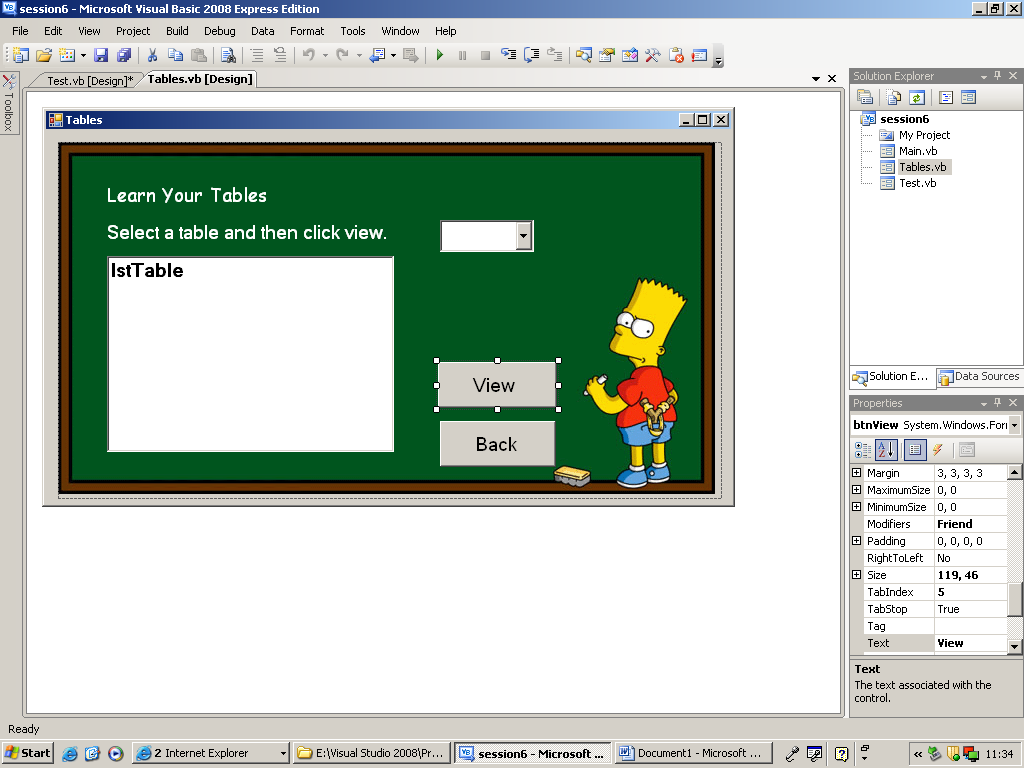 session6 - Microsoft Visual Basic 2008 Express Edition
File Edit View Project Build Debug Data Format Tools Window Help
Toolbox
Test.vb [Design]* Tables.vb [Design]
Tables
Learn Your Tables
Select a table and then click view.
lstTable
View
Back
Solution Explorer
session6
My Project
Main.vb
Tables.vb
Test.vb
Solution E... Data Sources
Properties
btnView System.Windows.For
Margin 3, 3, 3, 3
MaximumSize 0, 0
MinimumSize 0, 0
Modifiers Friend
Padding 0, 0, 0, 0
RightToLeft No
Size 119, 46
TabIndex 5
TabStop True
Tag
Text View
Text
The text associated with the
control.
Ready
Start 2 Internet Explorer E:\Visual Studio 2008\Pr... session6 - Microsoft ... Document1 - Microsoft ... « 11:34